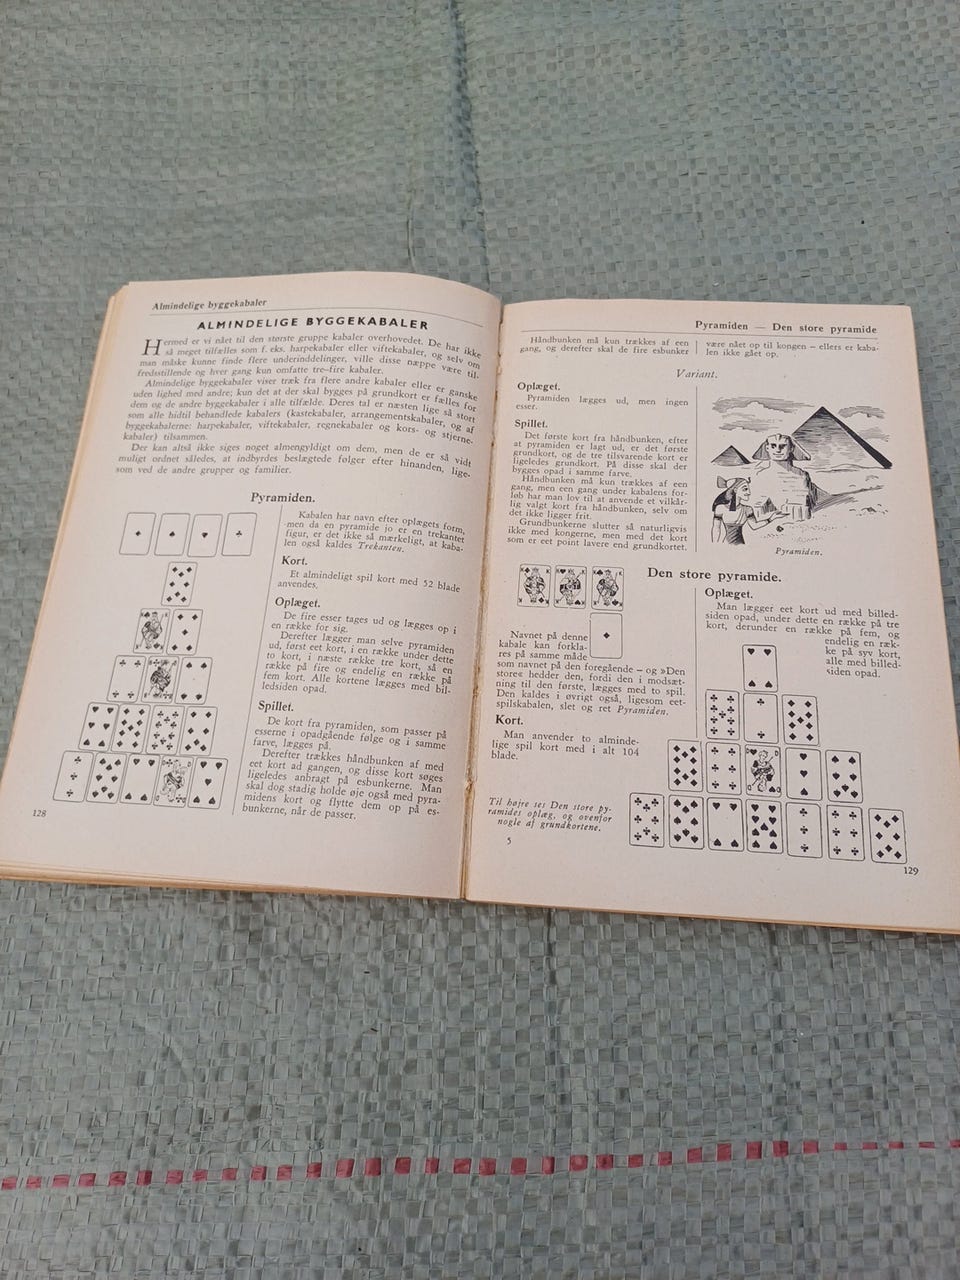 Almindelige byggekabaler
ALMINDELIGE BYGGEKABALER
Hermed er vi nået til den største gruppe kabaler overhovedet. De har ikke
så meget tilfælles som f. eks. harpekabaler eller viftekabaler, og selv om
man måske kunne finde flere underinddelinger, ville disse næppe være til-
fredsstillende og hver gang kun omfatte tre-fire kabaler.
Almindelige byggekabaler viser træk fra flere andre kabaler eller er ganske
uden lighed med andre; kun det at der skal bygges på grundkort er fælles for
dem og de andre byggekabaler i alle tilfælde. Deres tal er næsten lige så stort
som alle hidtil behandlede kabalers (kastekabaler, arrangementskabaler, og af
byggekabalerne: harpekabaler, viftekabaler, regnekabaler og kors- og stjerne-
kabaler) tilsammen.
Der kan altså ikke siges noget almengyldigt om dem, men de er så vidt
muligt ordnet således, at indbyrdes beslægtede følger efter hinanden, lige-
som ved de andre grupper og familier.
Pyramiden.
Kabalen har navn efter oplægets form,
men da en pyramide jo er en trekantet
figur, er det ikke så mærkeligt, at kaba-
len også kaldes Trekanten.
Kort.
Et almindeligt spil kort med 52 blade
anvendes.
Oplæget.
De fire esser tages ud og lægges op i
en række for sig.
Derefter lægger man selve pyramiden
ud, først eet kort, i en række under dette
to kort, i næste række tre kort, så en
række på fire og endelig en række på
fem kort. Alle kortene lægges med bil-
ledsiden opad.
Spillet.
De kort fra pyramiden, som passer på
esserne i opadgående følge og i samme
farve, lægges på.
Derefter trækkes håndbunken af med
eet kort ad gangen, og disse kort søges
ligeledes anbragt på esbunkerne. Man
skal dog stadig holde øje også med pyra-
midens kort og flytte dem op på es-
bunkerne, når de passer.
128
Pyramiden — Den store pyramide
Håndbunken må kun trækkes af een
gang, og derefter skal de fire esbunker
være nået op til kongen – ellers er kaba-
len ikke gået op.
Variant.
Oplæget.
Pyramiden lægges ud, men ingen
esser.
Spillet.
Det første kort fra håndbunken, efter
at pyramiden er lagt ud, er det første
grundkort, og de tre tilsvarende kort er
ligeledes grundkort. På disse skal der
bygges opad i samme farve.
Håndbunken må kun trækkes af een
gang, men een gang under kabalens for-
løb har man lov til at anvende et vilkår-
lig valgt kort fra håndbunken, selv om
det ikke ligger frit.
Grundbunkerne slutter så naturligvis
ikke med kongerne, men med det kort
som er eet point lavere end grundkortet.
Pyramiden.
Den store pyramide.
Navnet på denne
kabale kan forkla-
res på samme måde
som navnet på den foregående – og »Den
store« hedder den, fordi den i modsæt-
ning til den første, lægges med to spil.
Den kaldes i øvrigt også, ligesom eet-
spilskabalen, slet og ret Pyramiden.
Kort.
Man anvender to alminde-
lige spil kort med i alt 104
blade.
Til højre ses Den store py-
ramides oplæg, og ovenfor
nogle af grundkortene.
5
Oplæget.
Man lægger eet kort ud med billed-
siden opad, under dette en række på tre
kort, derunder en række på fem, og
endelig en ræk-
ke på syv kort,
alle med billed-
siden opad.
129